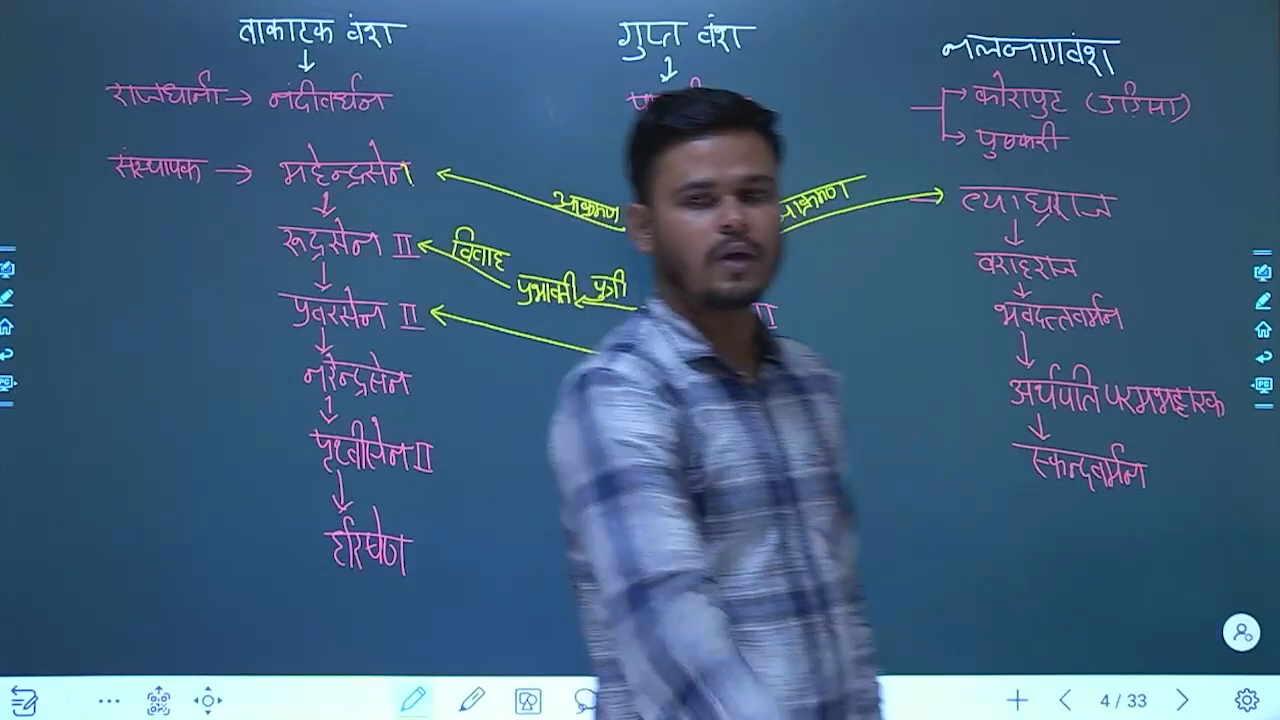 वाकाटक वंश
राजधानी → नंदीवर्धन
संस्थापक → महेन्द्रसेन
रूद्रसेन II
प्रवरसेन II
नरेन्द्रसेन
पृथ्वीसेन II
हरिषेण
गुप्त वंश
आक्रमण
आक्रमण
विवाह
प्रभावती पुत्री
II
नलनागवंश
कोरापुट (उड़िसा)
पुष्करी
व्याघ्रराज
वराहराज
भवदत्तवर्मन
अर्थपति परमभट्टारक
स्कन्दवर्मन
4 / 33